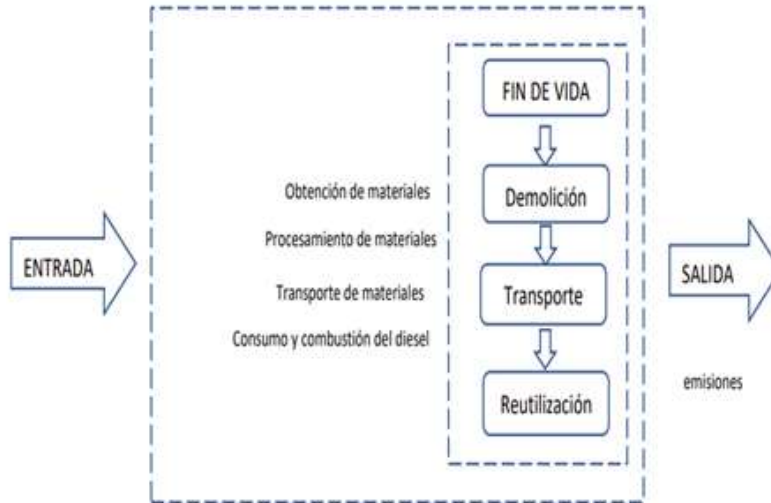 FIN DE VIDA
Obtención de materiales
Demolición
Procesamiento de materiales
ENTRADA
Transporte de materiales
Transporte
SALIDA
Consumo y combustión del diesel
Reutilización
emisiones